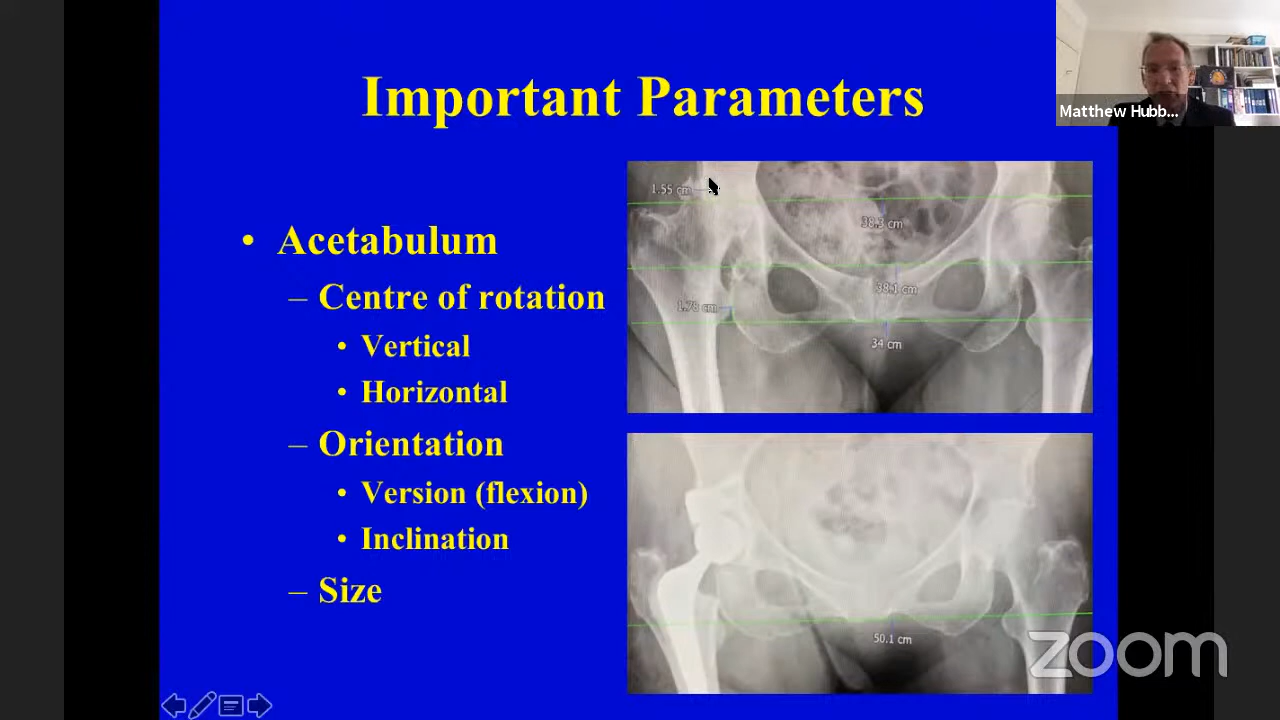 Important Parameters
Matthew Hubb...
• Acetabulum
– Centre of rotation
• Vertical
• Horizontal
– Orientation
• Version (flexion)
• Inclination
– Size
1.55 cm
38.3 cm
38.1 cm
1.78 cm
34 cm
50.1 cm
zoom